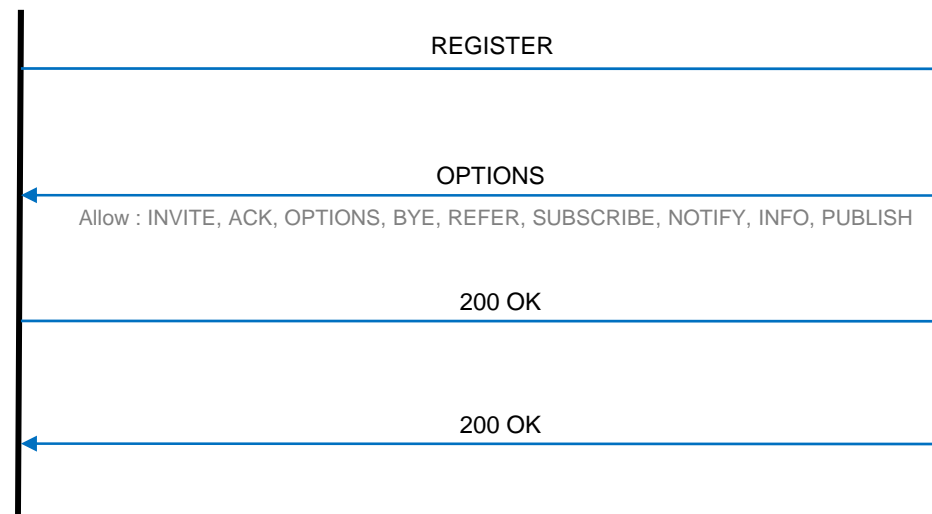 REGISTER
OPTIONS
Allow : INVITE, ACK, OPTIONS, BYE, REFER, SUBSCRIBE, NOTIFY, INFO, PUBLISH
200 OK
200 OK